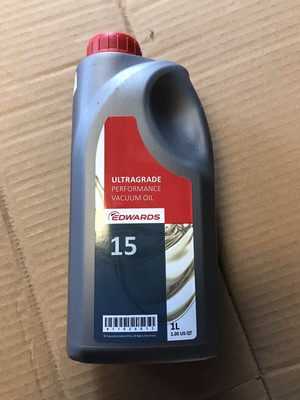 ULTRAGRADE
PERFORMANCE
VACUUM OIL
EDWARDS
15
1L
1.05 US QT